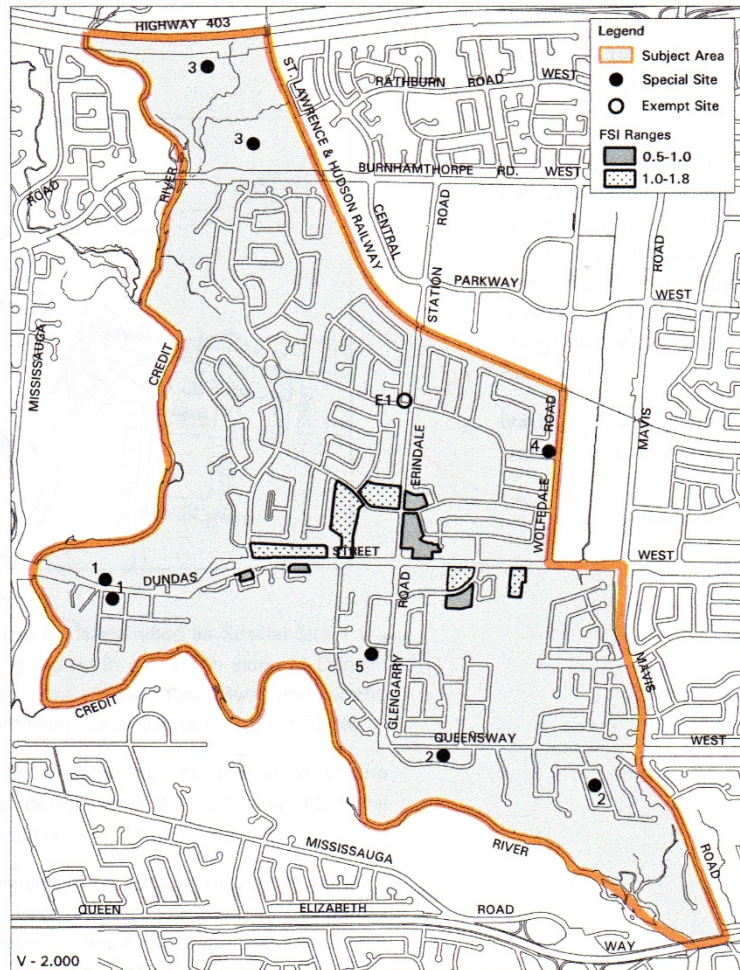 HIGHWAY 403
Legend
Subject Area
Special Site
Exempt Site
FSI Ranges
0.5-1.0
1.0-1.8
3
3
ST. LAWRENCE & HUDSON RAILWAY
RATHBURN ROAD WEST
BURNHAMTHORPE RD. WEST
ROAD
RIVER
CENTRAL
ROAD
STATION
PARKWAY
WEST
ROAD
MISSISSAUGA
CREDIT
MAVIS
E1
ERINDALE
ROAD
4
WOLFEDALE
STREET
WEST
1
1
DUNDAS
ROAD
5
GLENGARRY
MAVIS
CREDIT
QUEENSWAY
WEST
2
2
MISSISSAUGA
RIVER
ROAD
QUEEN
ELIZABETH
ROAD
WAY
V - 2.000